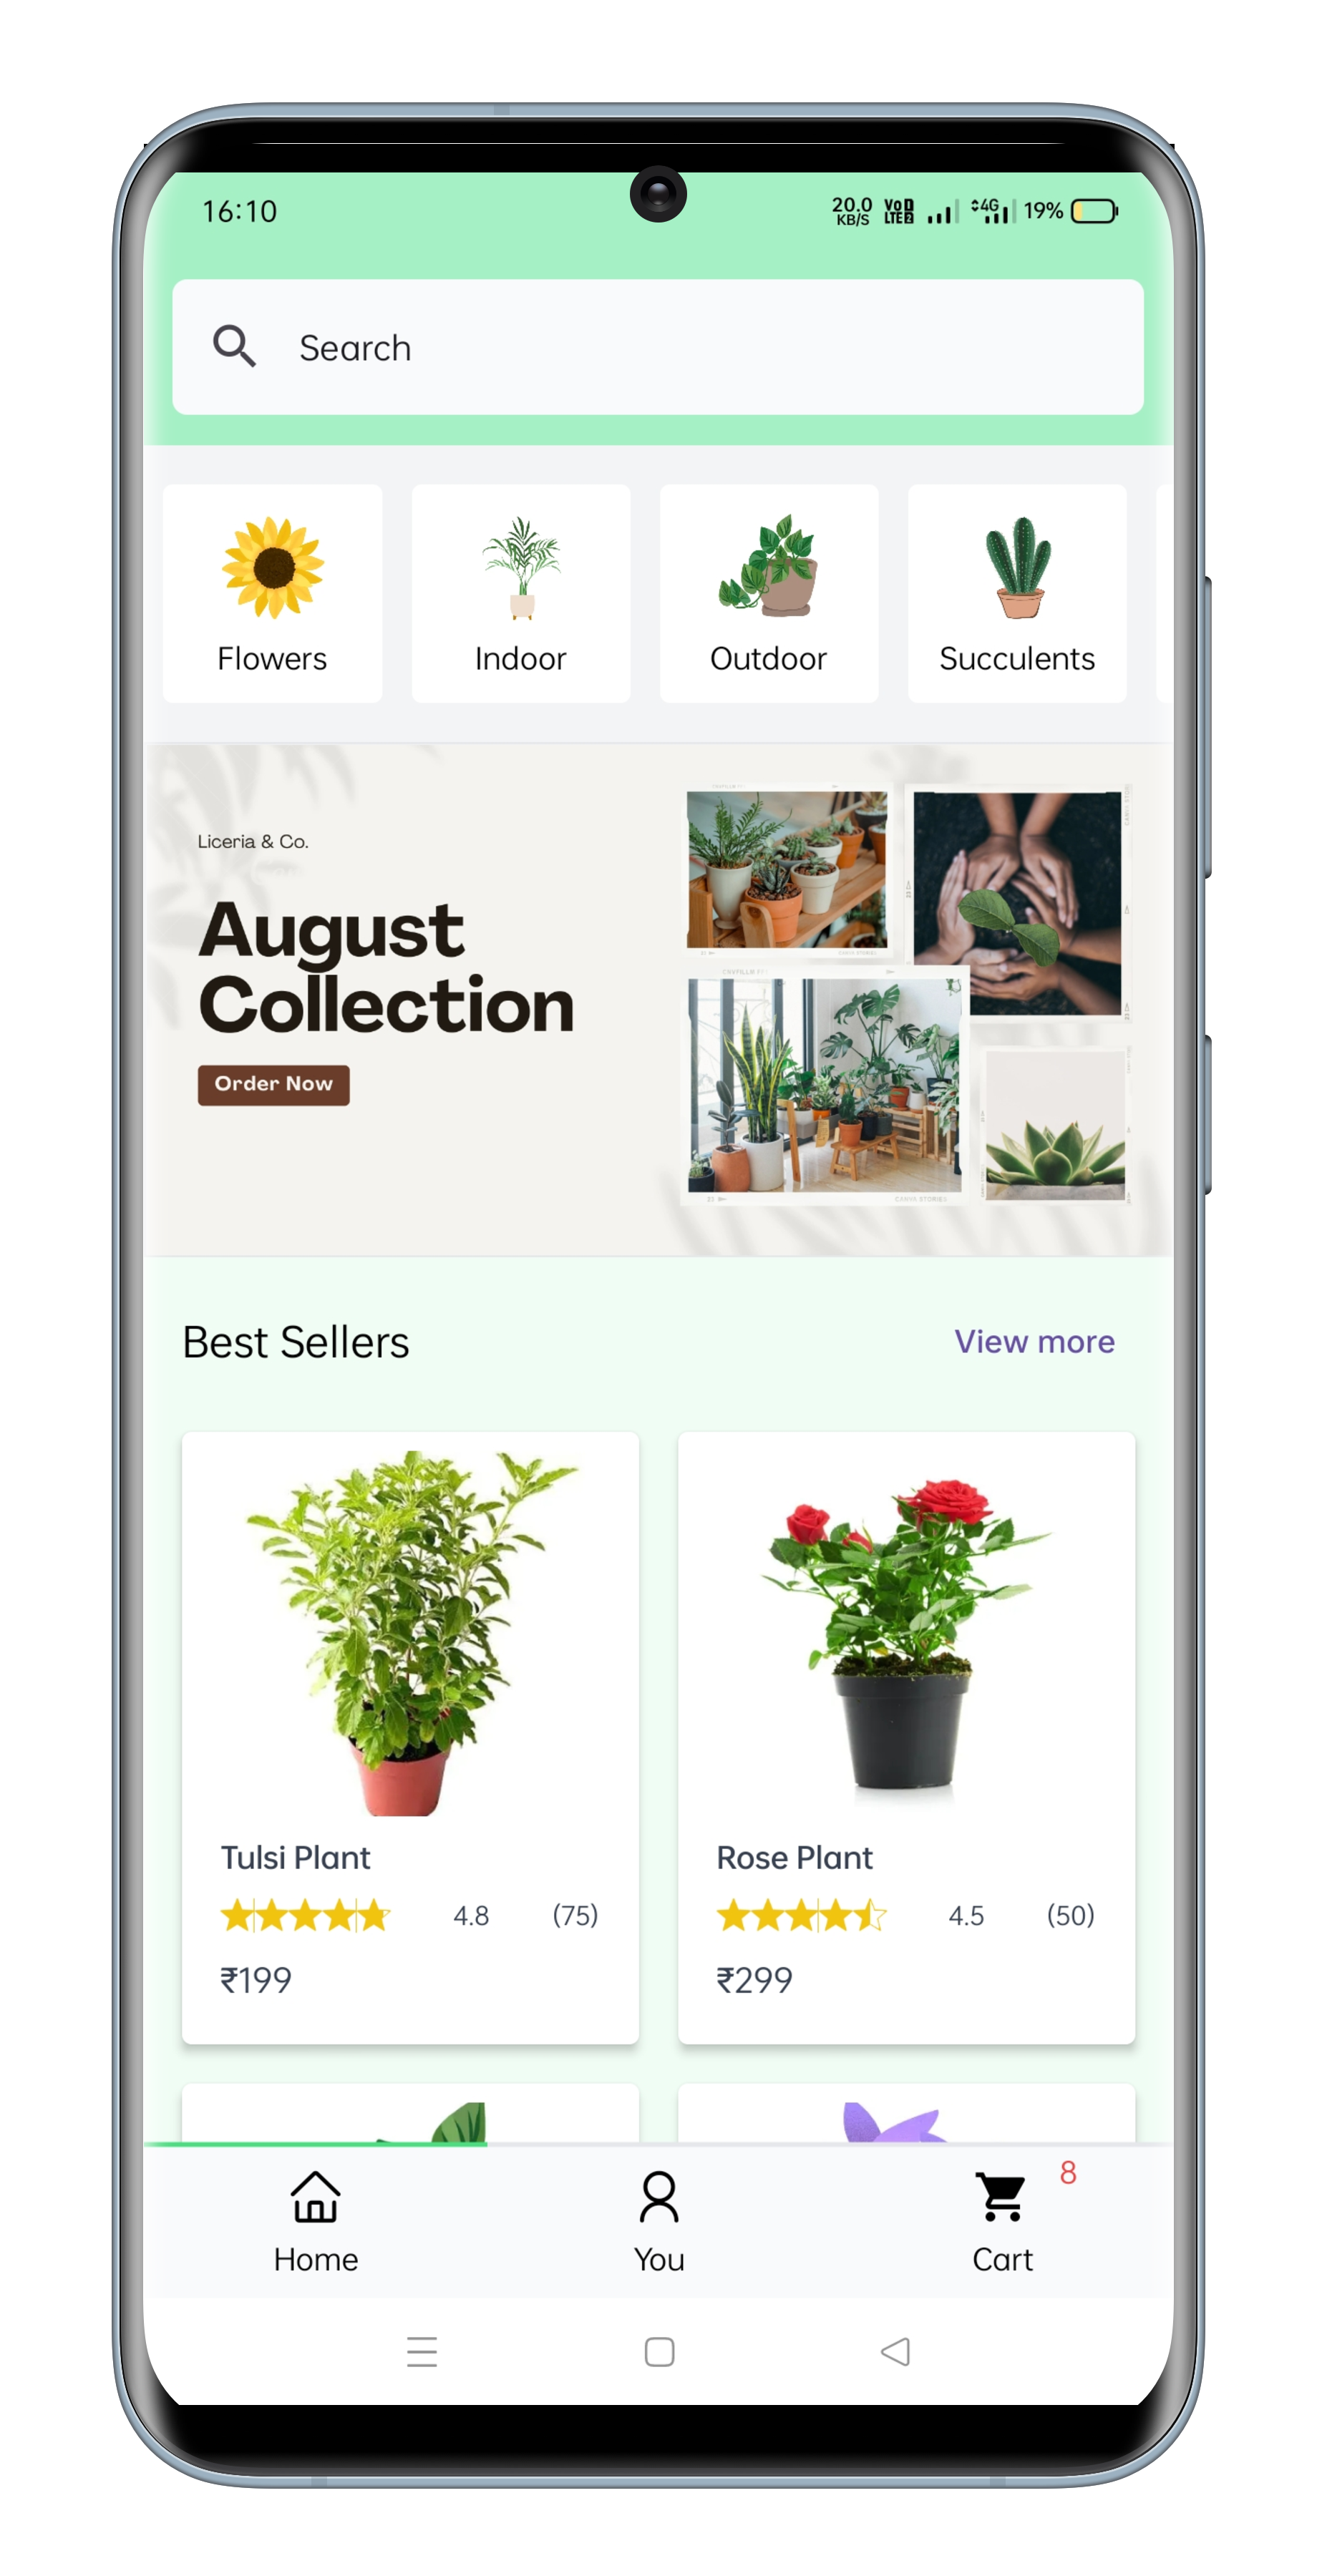 16:10
20.0
KB/S
Vo
LTE 2
4G
19%
Search
Flowers
Indoor
Outdoor
Succulents
Liceria & Co.
August
Collection
Order Now
Best Sellers
View more
Tulsi Plant
4.8
(75)
₹199
Rose Plant
4.5
(50)
₹299
8
Home
You
Cart